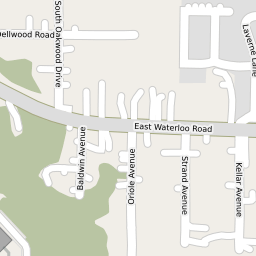 Dellwood Road
South Oakwood Drive
Laverne Lane
East Waterloo Road
Baldwin Avenue
Oriole Avenue
Strand Avenue
Kellar Avenue